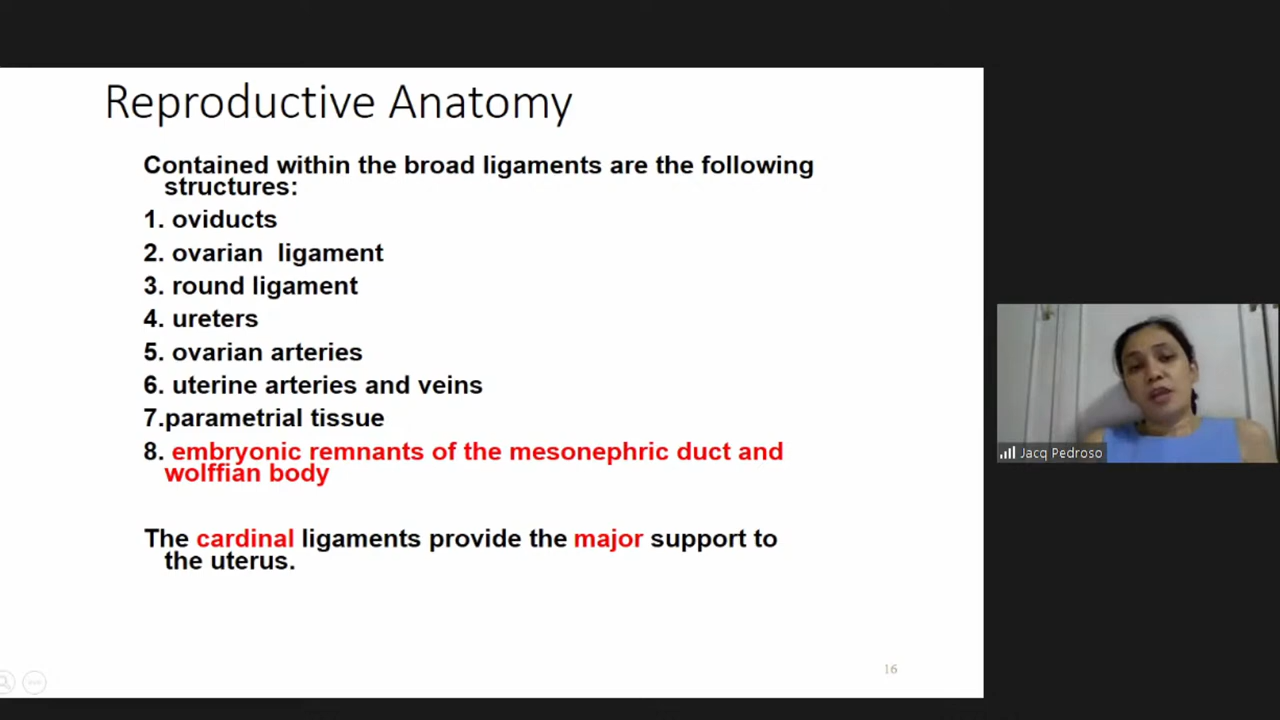 Reproductive Anatomy
Contained within the broad ligaments are the following
structures:
1. oviducts
2. ovarian ligament
3. round ligament
4. ureters
5. ovarian arteries
6. uterine arteries and veins
7.parametrial tissue
8. embryonic remnants of the mesonephric duct and
wolffian body
The cardinal ligaments provide the major support to
the uterus.
16
Jacq Pedroso